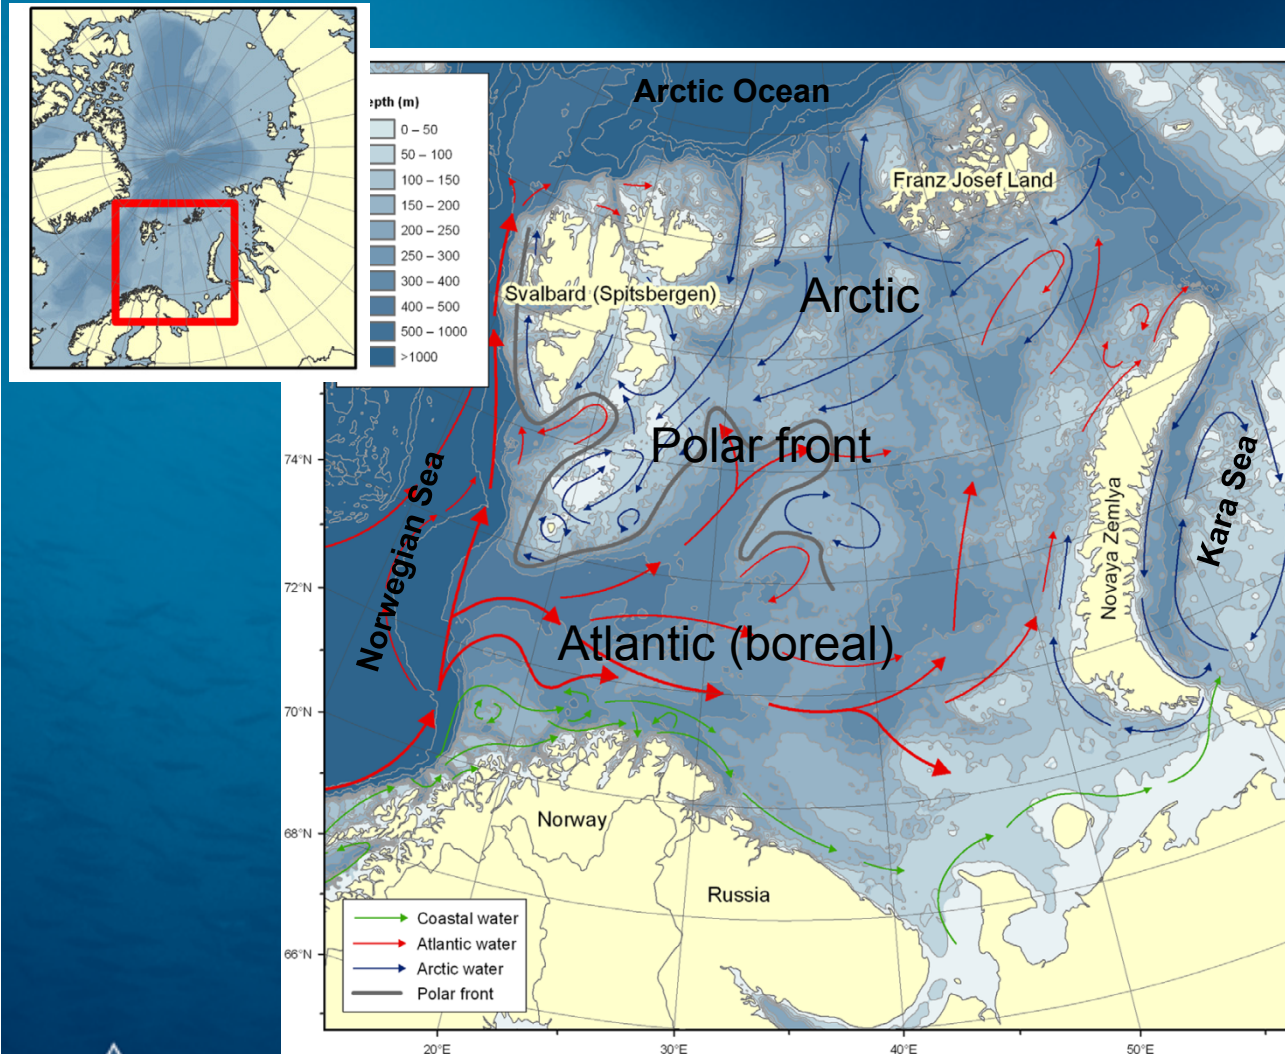 Arctic Ocean
epth (m)
0 – 50
50 – 100
100 – 150
150 – 200
200 – 250
250 – 300
300 – 400
400 – 500
500 – 1000
>1000
Franz Josef Land
Svalbard (Spitsbergen)
Arctic
Polar front
Norwegian Sea
Kara Sea
Novaya Zemlya
Atlantic (boreal)
74°N
72°N
70°N
68°N
66°N
Norway
Russia
Coastal water
Atlantic water
Arctic water
Polar front
20°E
30°E
40°E
50°E